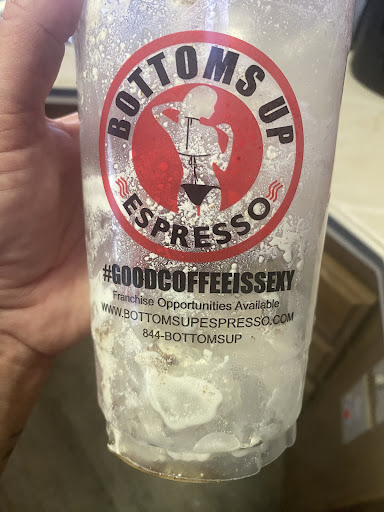 BOTTOMS UP
ESPRESSO
#GOODCOFFEEISSEXY
Franchise Opportunities Available
WWW.BOTTOMSUPESPRESSO.COM
844-BOTTOMSUP